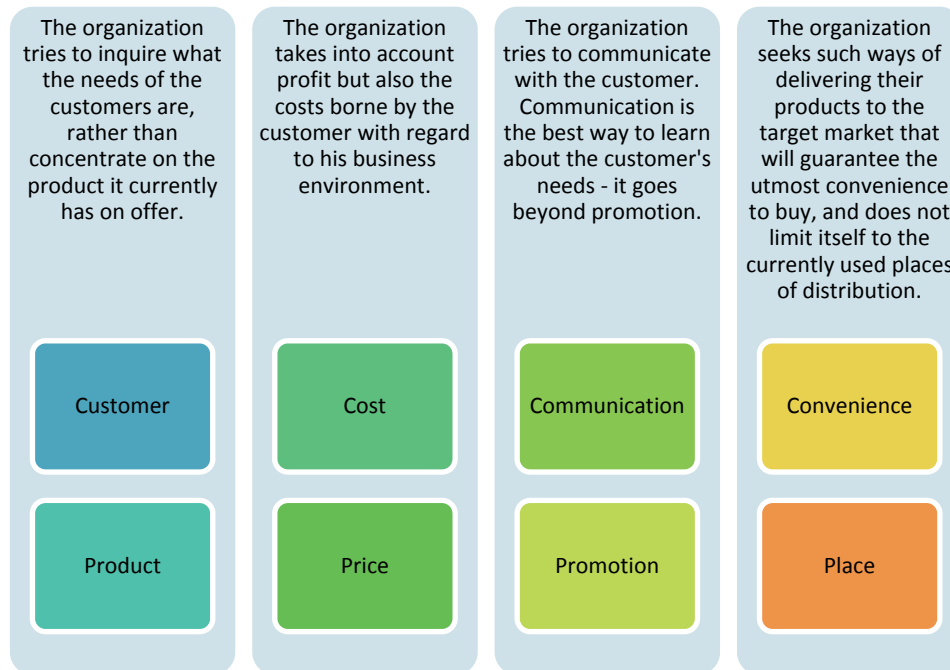 The organization
tries to inquire what
the needs of the
customers are,
rather than
concentrate on the
product it currently
has on offer.
Customer
Product
The organization
takes into account
profit but also the
costs borne by the
customer with regard
to his business
environment.
Cost
Price
The organization
tries to communicate
with the customer.
Communication is
the best way to learn
about the customer's
needs - it goes
beyond promotion.
Communication
Promotion
The organization
seeks such ways of
delivering their
products to the
target market that
will guarantee the
utmost convenience
to buy, and does not
limit itself to the
currently used places
of distribution.
Convenience
Place